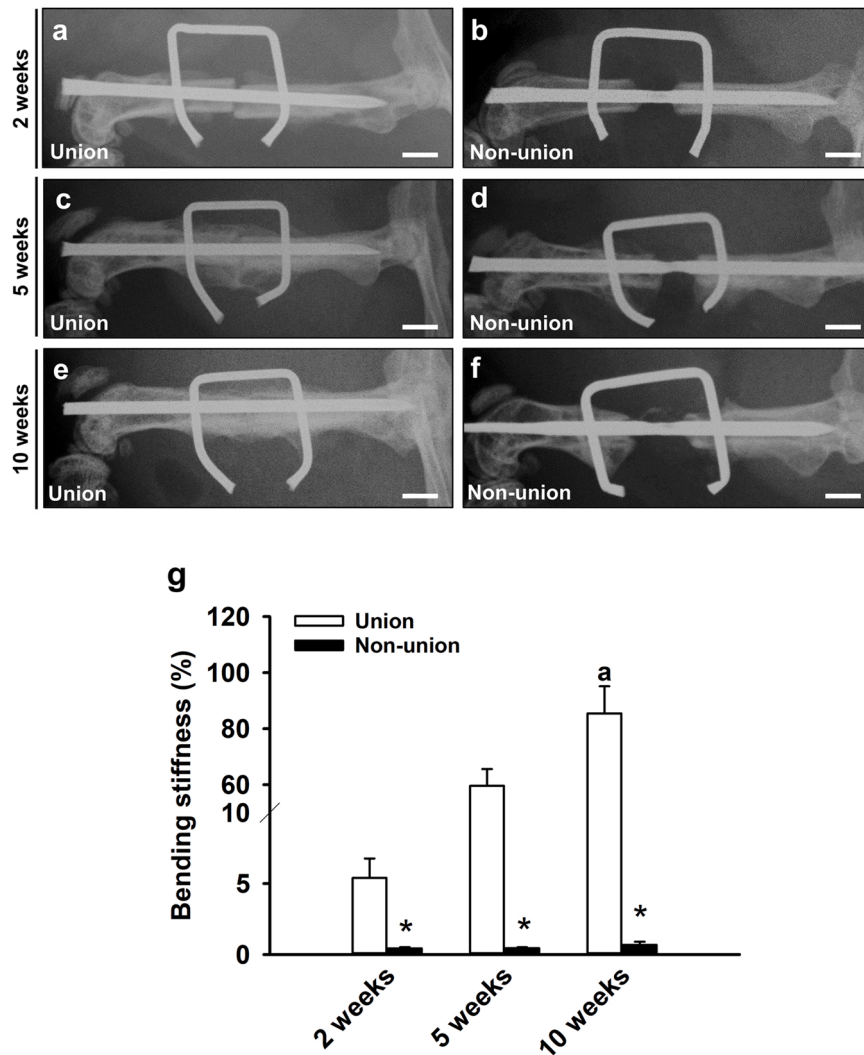 2 weeks
a
Union
b
Non-union
5 weeks
c
Union
d
Non-union
10 weeks
e
Union
f
Non-union
g
Bending stiffness (%)
120
100
80
60
10
5
0
Union
Non-union
a
*
*
*
2 weeks
5 weeks
10 weeks